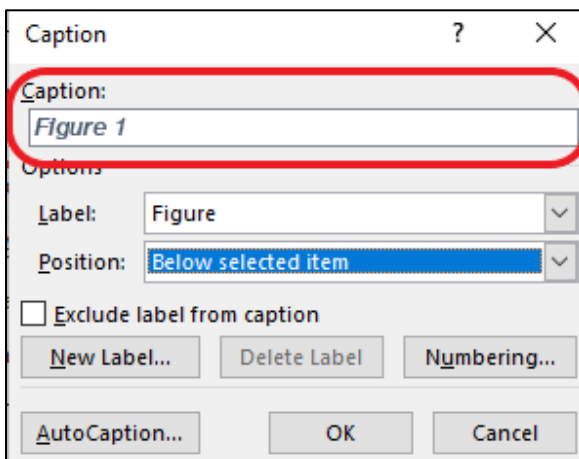 Caption ?
Caption:
Figure 1
Options
Label: Figure
Position: Below selected item
Exclude label from caption
New Label... Delete Label Numbering...
AutoCaption... OK Cancel